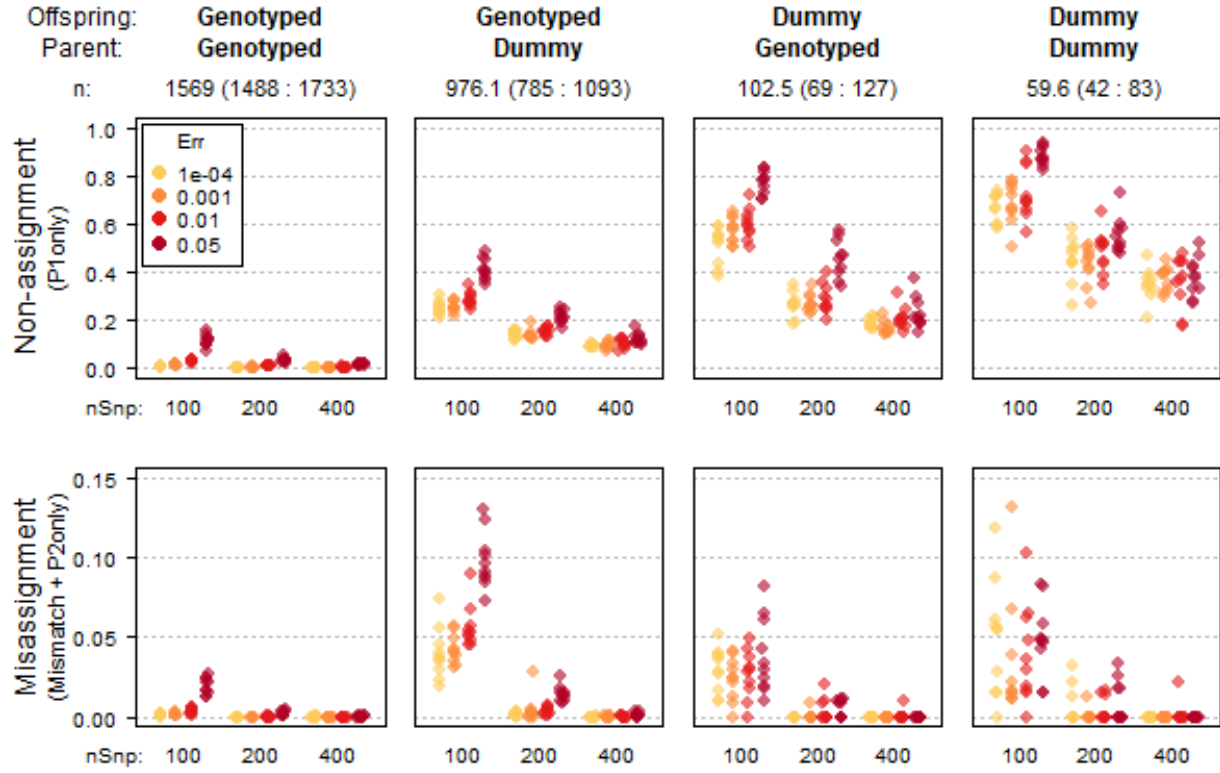 Offspring: Genotyped Genotyped Dummy Dummy
Parent: Genotyped Dummy Genotyped Dummy
n: 1569 (1488 : 1733) 976.1 (785 : 1093) 102.5 (69 : 127) 59.6 (42 : 83)
Non-assignment
(P1only)
1.0
0.8
0.6
0.4
0.2
0.0
Err
1e-04
0.001
0.01
0.05
nSnp: 100 200 400 100 200 400 100 200 400 100 200 400
Misassignment
(Mismatch + P2only)
0.15
0.10
0.05
0.00
nSnp: 100 200 400 100 200 400 100 200 400 100 200 400